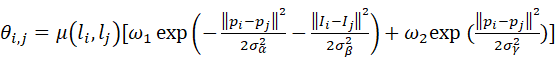 θ_{i,j} = μ(l_i, l_j)[ω_1 exp(−‖p_i−p_j‖²/2σ_α² − ‖I_i−I_j‖²/2σ_β²) + ω_2 exp (‖p_i−p_j‖²/2σ_γ²)]